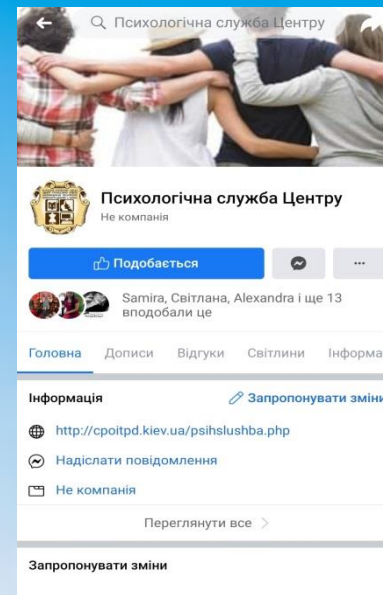 Психологічна служба Центру
Психологічна служба Центру
Не компанія
Подобається
Samira, Світлана, Alexandra і ще 13
вподобали це
Головна Дописи Відгуки Світлини Інформа
Інформація Запропонувати зміни
http://cpoitpd.kiev.ua/psihslushba.php
Надіслати повідомлення
Не компанія
Переглянути все
Запропонувати зміни